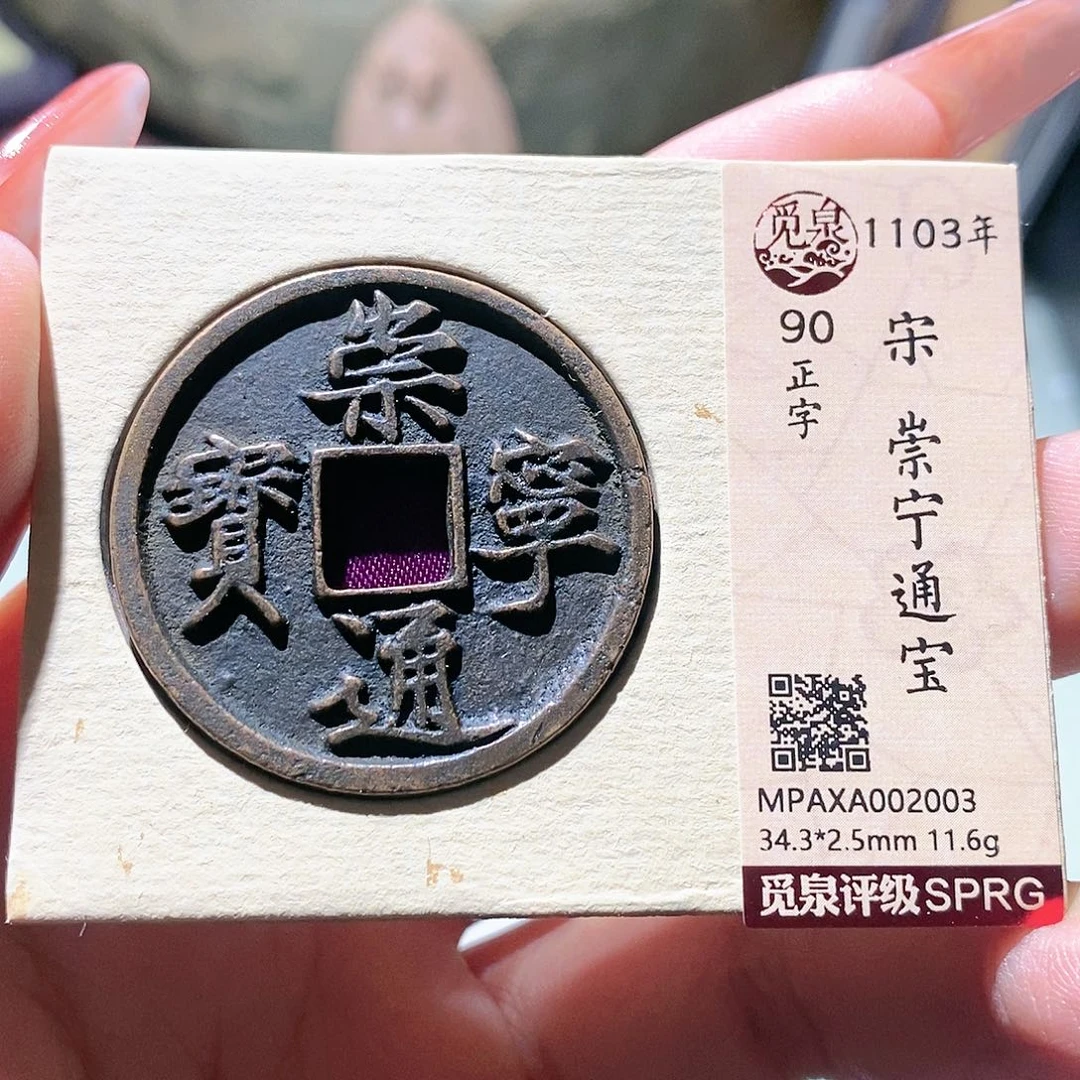 崇
寧
通
寶
觅泉
1103年
90
正字
宋 崇宁通宝
MPAXA002003
34.3*2.5mm 11.6g
觅泉评级SPRG